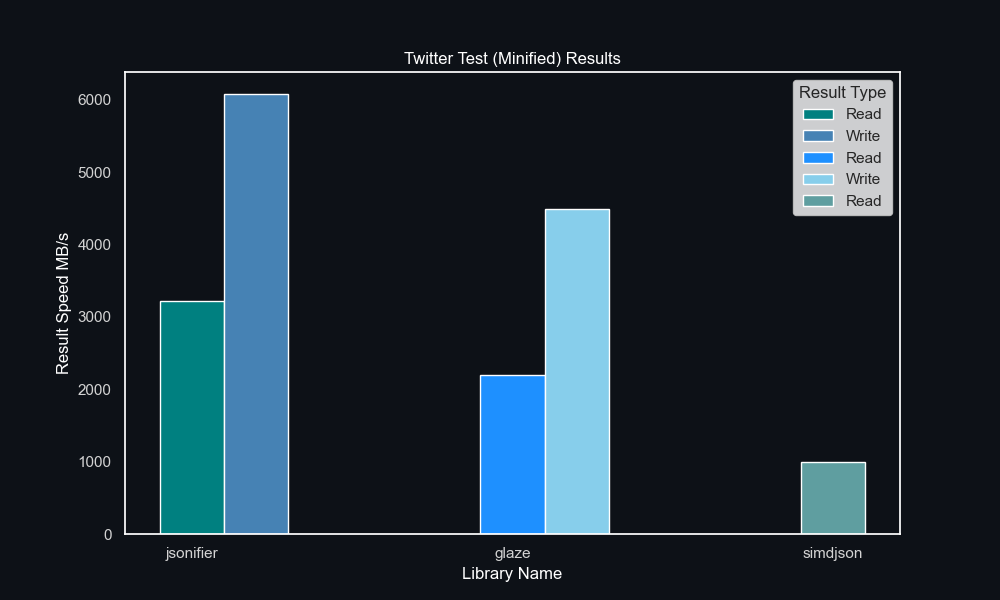 Twitter Test (Minified) Results
Result Type
Read
Write
Read
Write
Read
Result Speed MB/s
6000
5000
4000
3000
2000
1000
0
jsonifier
glaze
simdjson
Library Name